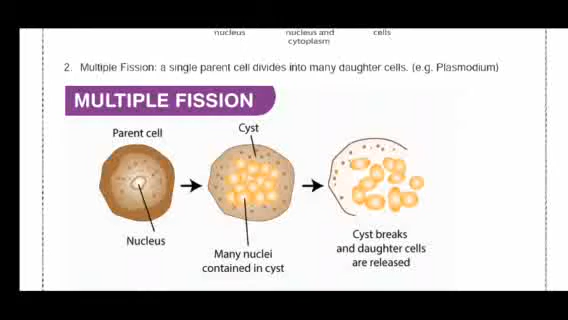 nucleus
nucleus and
cytoplasm
cells
2. Multiple Fission: a single parent cell divides into many daughter cells. (e.g. Plasmodium)
MULTIPLE FISSION
Parent cell
Cyst
Nucleus
Many nuclei
contained in cyst
Cyst breaks
and daughter cells
are released